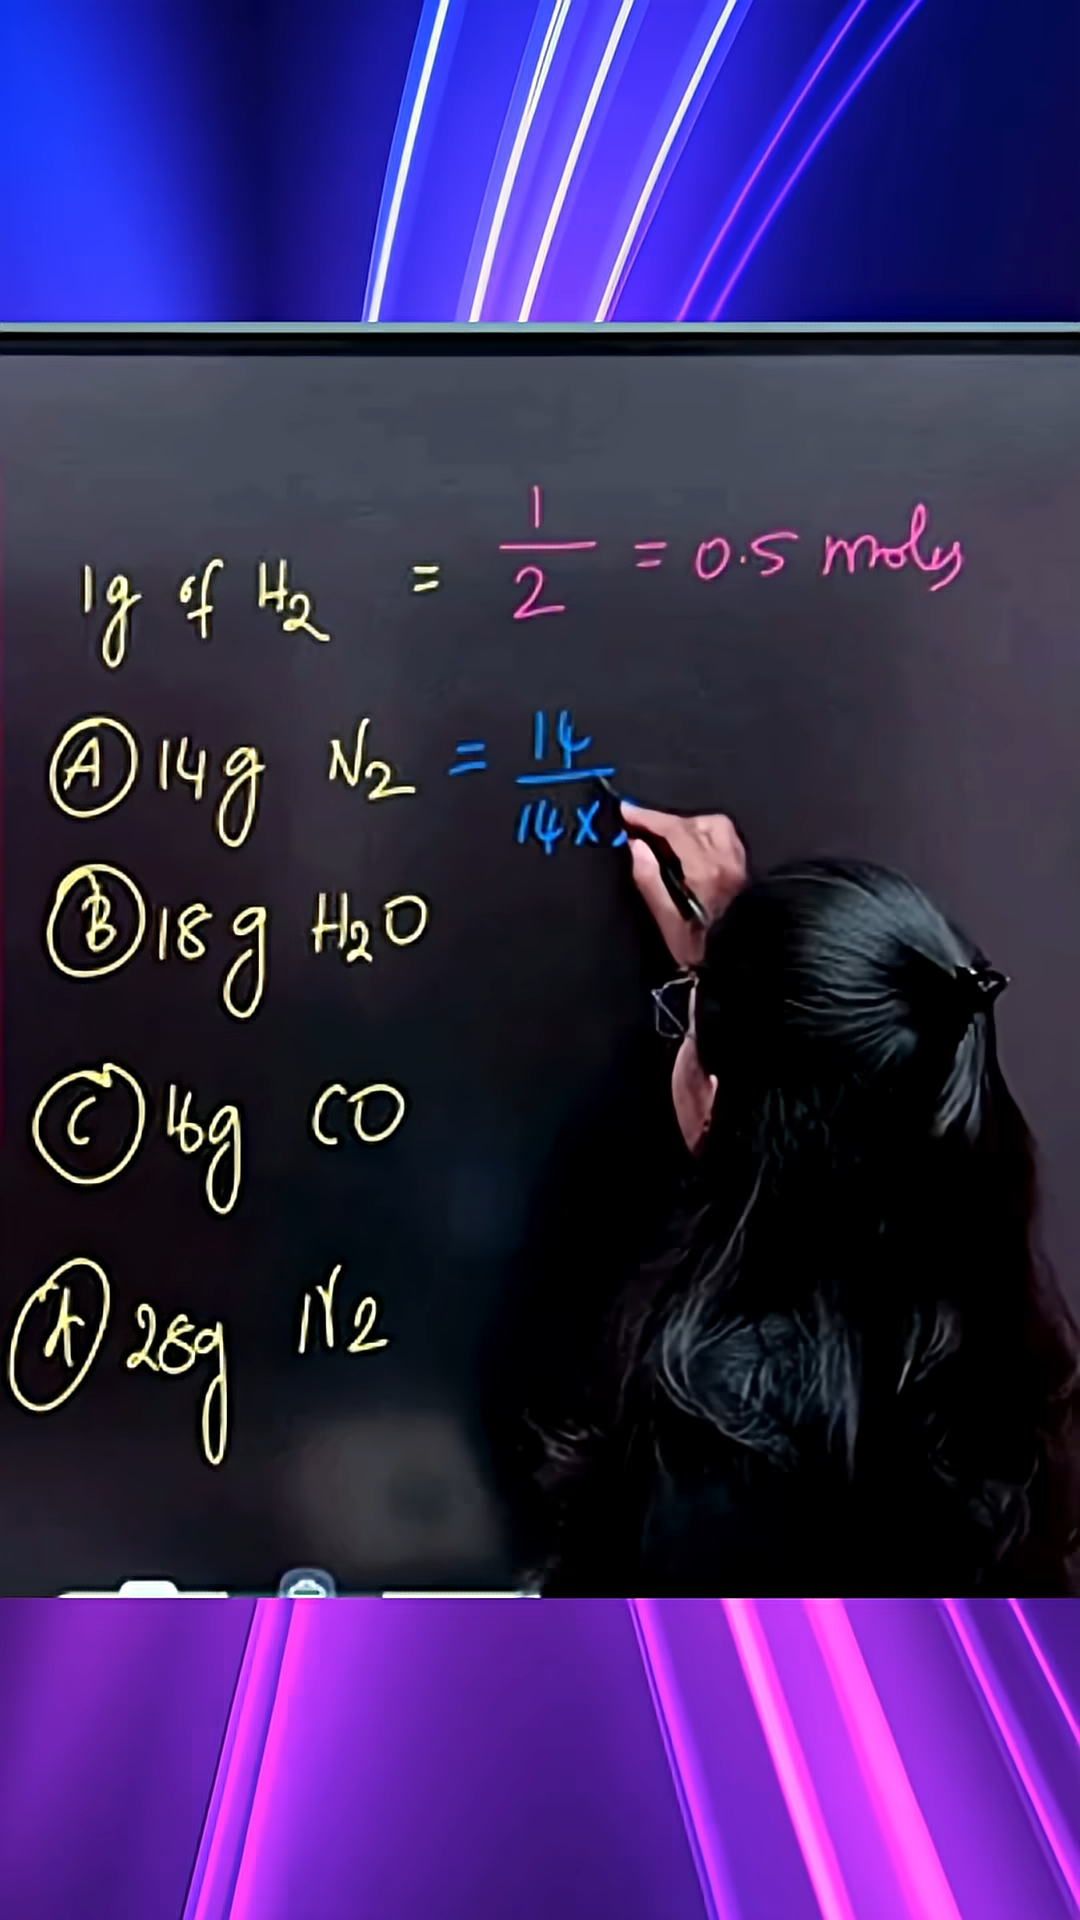 1g of H2 = 1/2 = 0.5 moles
A 14g N2 = 14/14 x
B 18g H2O
C 16g CO
28g N2